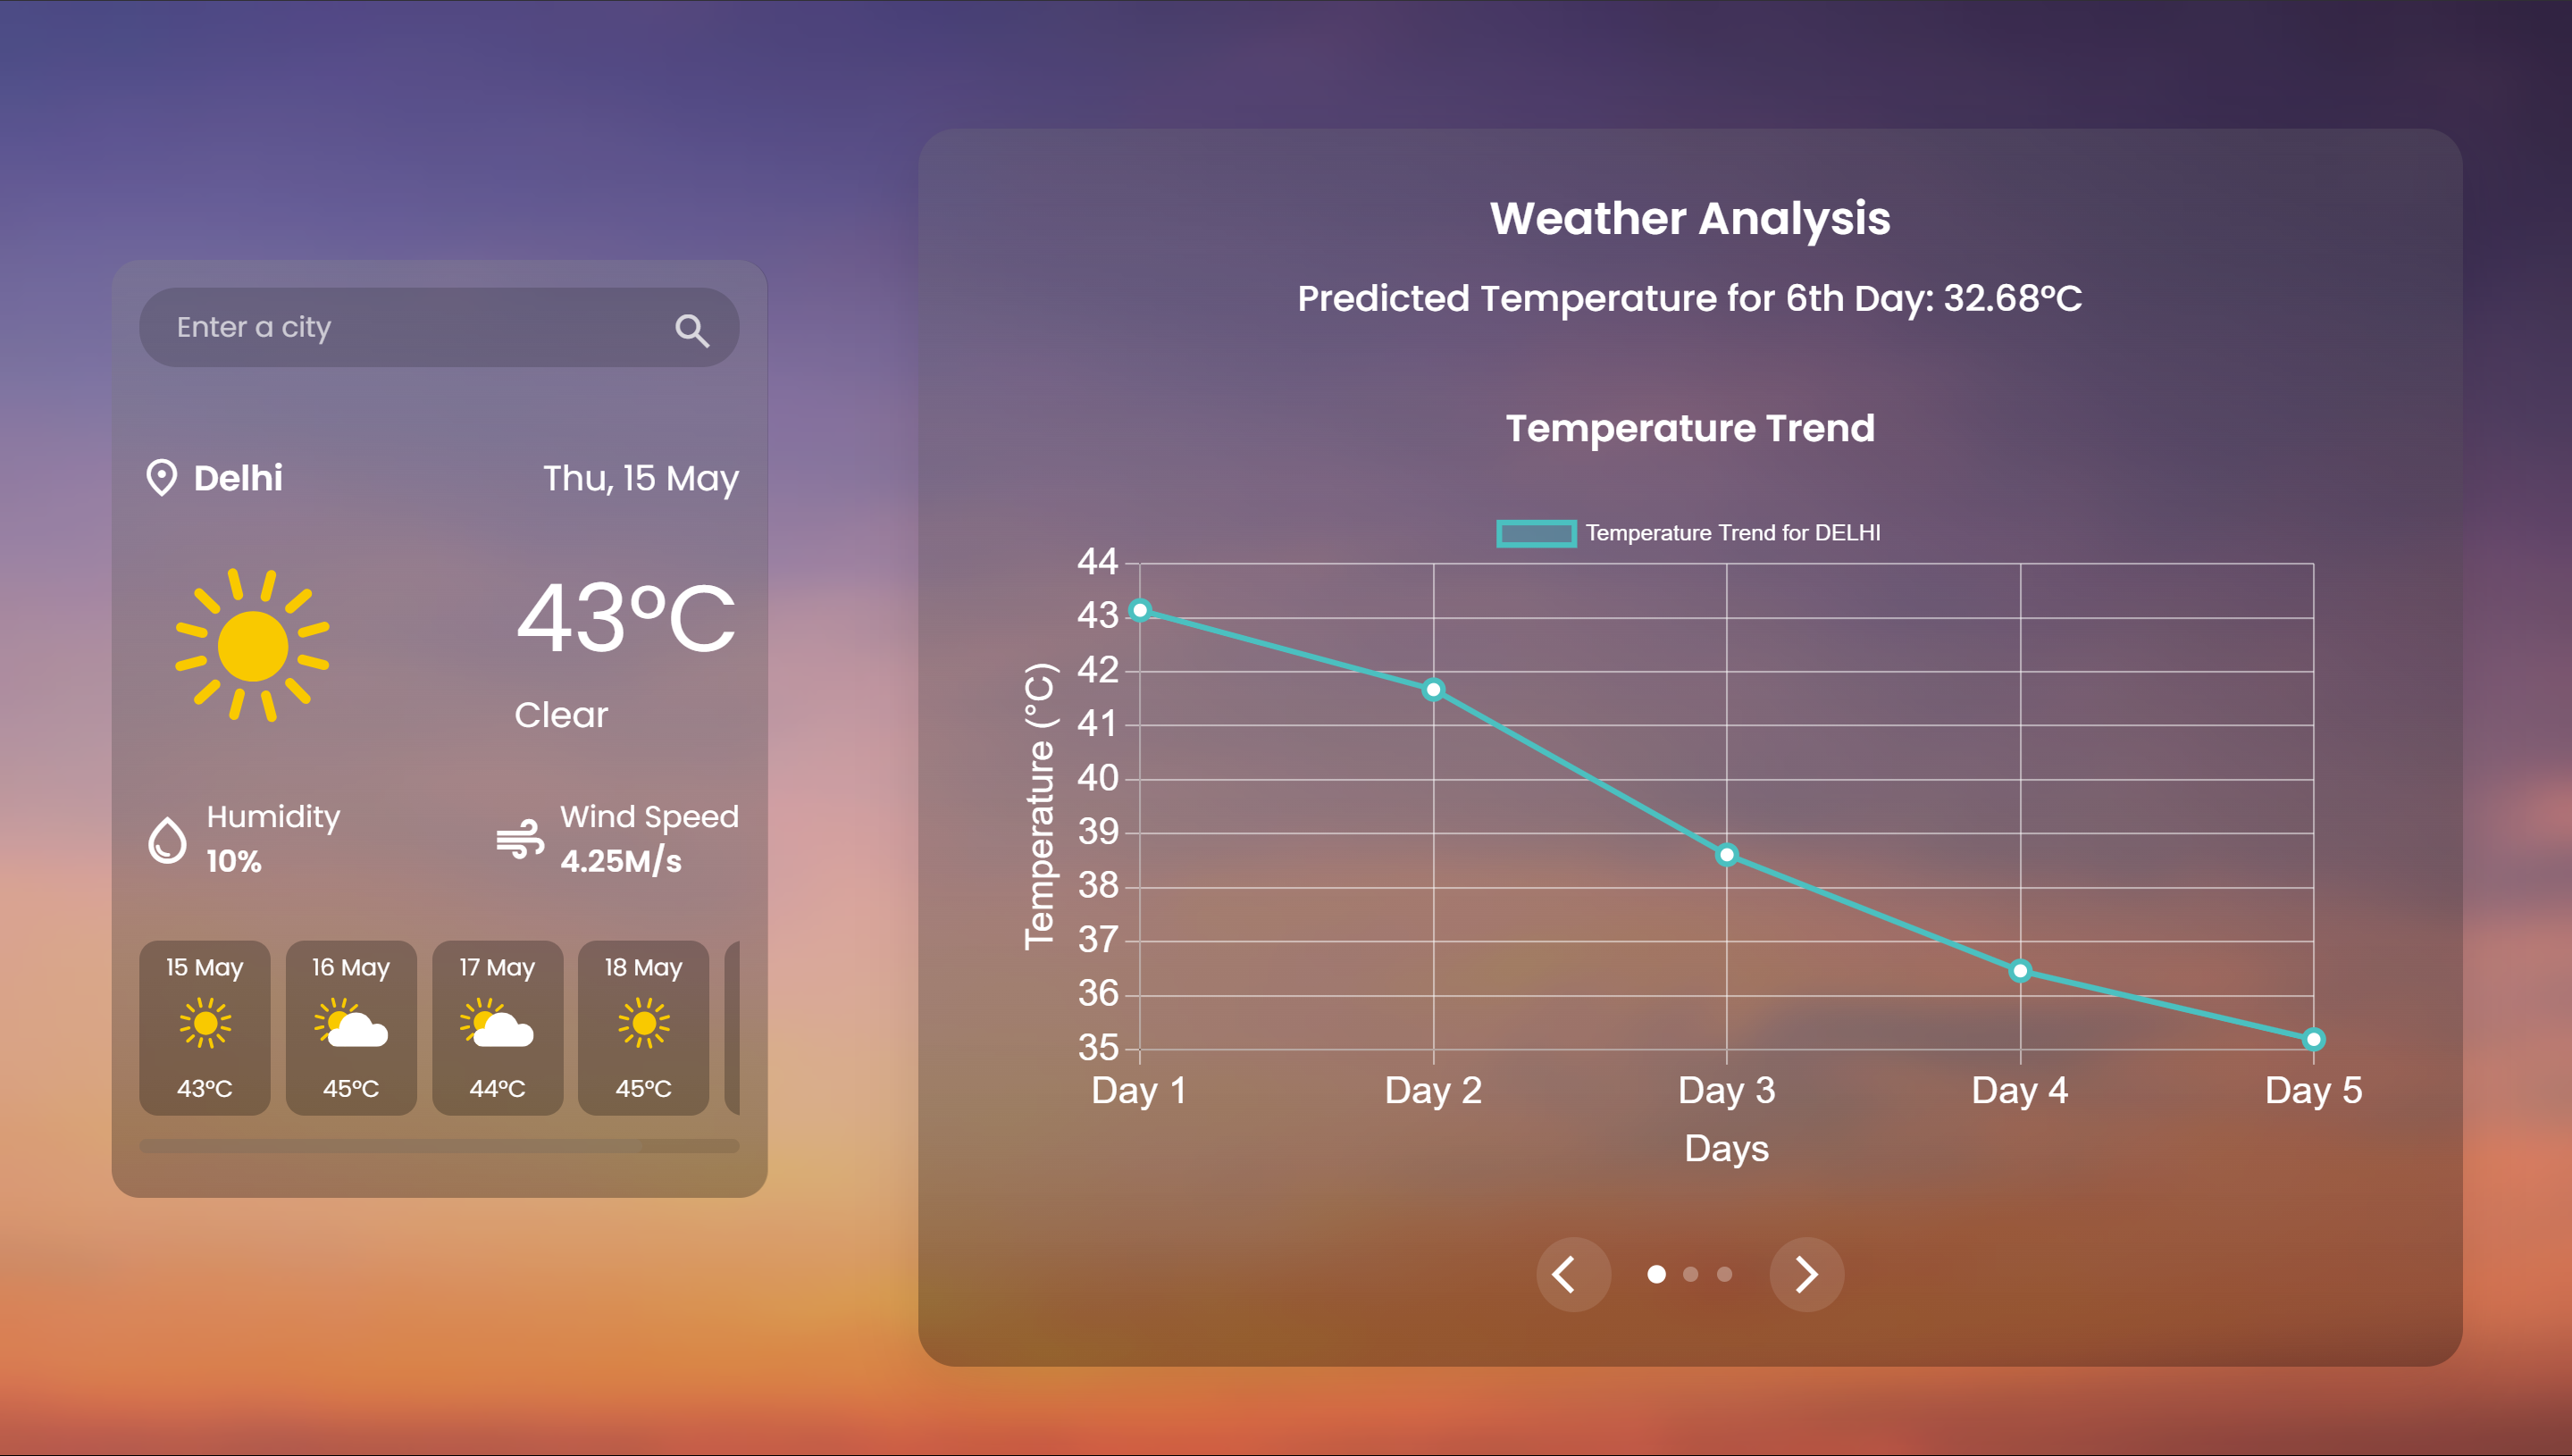 Enter a city
Delhi
Thu, 15 May
43°C
Clear
Humidity
10%
Wind Speed
4.25M/s
15 May
43°C
16 May
45°C
17 May
44°C
18 May
45°C
Weather Analysis
Predicted Temperature for 6th Day: 32.68°C
Temperature Trend
Temperature Trend for DELHI
Temperature (°C)
44
43
42
41
40
39
38
37
36
35
Day 1
Day 2
Day 3
Day 4
Day 5
Days